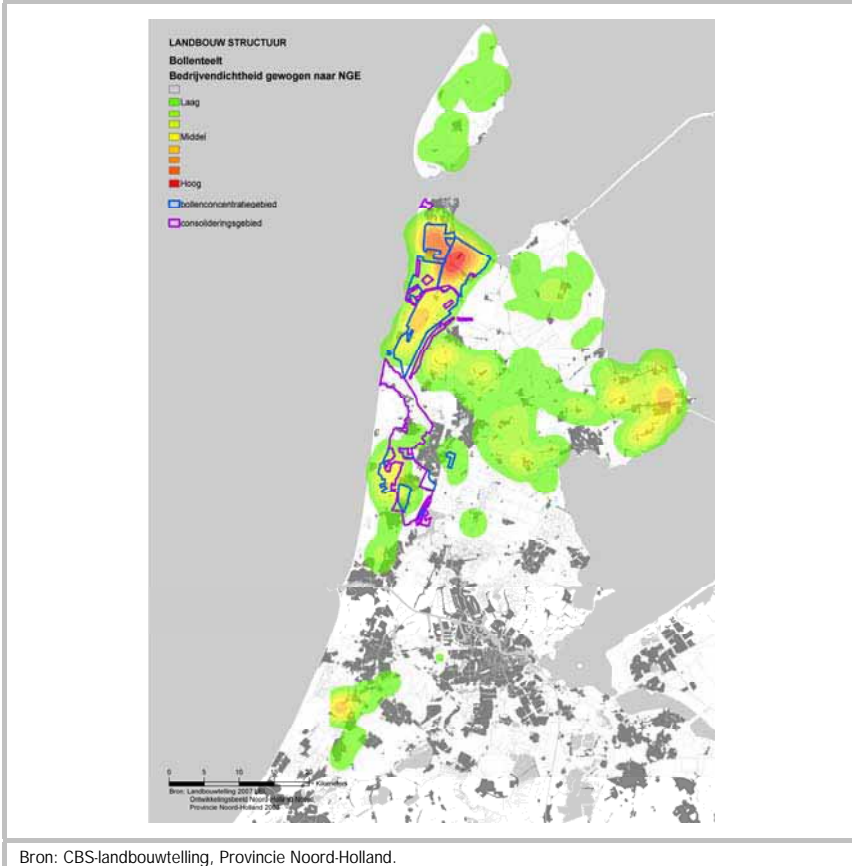 LANDBOUW STRUCTUUR
Bollenteelt
Bedrijvendichtheid gewogen naar NGE
Laag
Middel
Hoog
bollenconcentratiegebied
consolideringsgebied
0 5 10
Kilometers
Bron: Landbouwtelling 2007
Ontwikkelingsbeeld Noord-Holland Noord,
Provincie Noord-Holland
Bron: CBS-landbouwtelling, Provincie Noord-Holland.